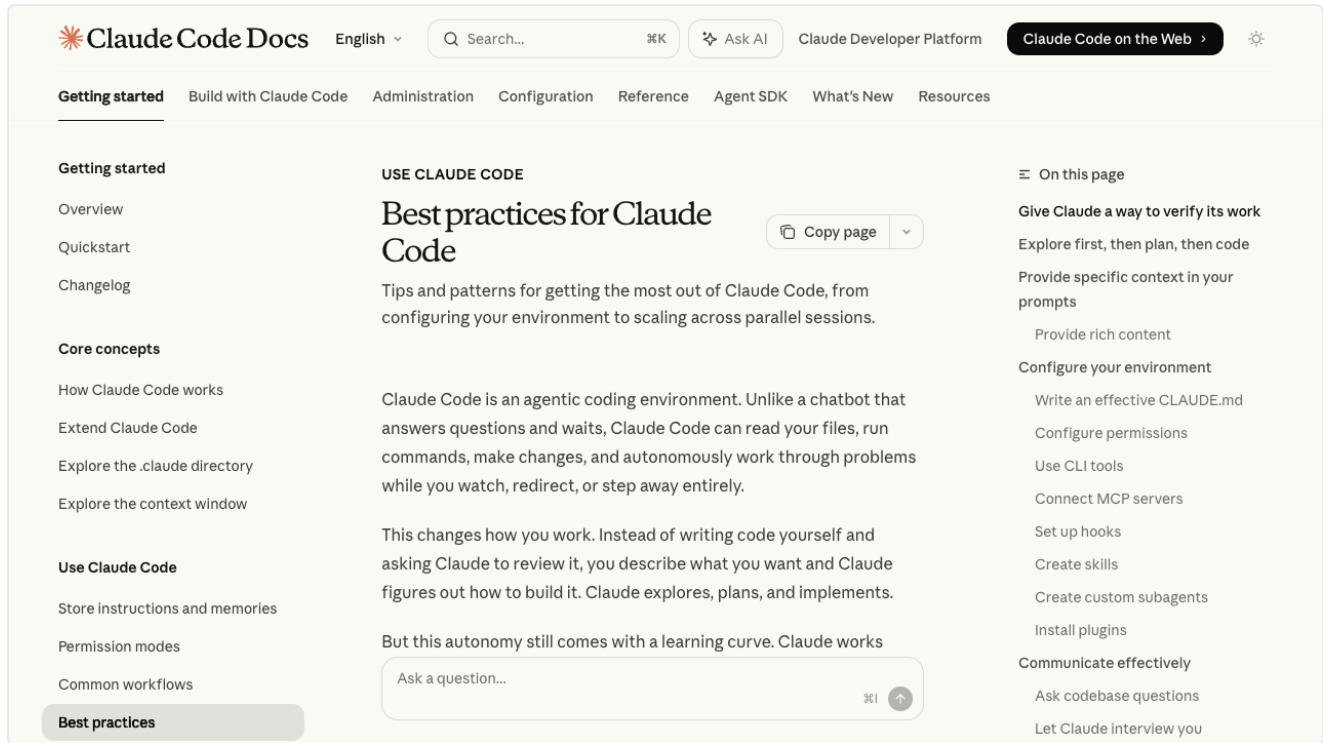 Claude Code Docs
English
Search...
⌘K
Ask AI
Claude Developer Platform
Claude Code on the Web ›
Getting started
Build with Claude Code
Administration
Configuration
Reference
Agent SDK
What's New
Resources
Getting started
Overview
Quickstart
Changelog
Core concepts
How Claude Code works
Extend Claude Code
Explore the .claude directory
Explore the context window
Use Claude Code
Store instructions and memories
Permission modes
Common workflows
Best practices
USE CLAUDE CODE
Best practices for Claude
Code
Copy page
Tips and patterns for getting the most out of Claude Code, from
configuring your environment to scaling across parallel sessions.
Claude Code is an agentic coding environment. Unlike a chatbot that
answers questions and waits, Claude Code can read your files, run
commands, make changes, and autonomously work through problems
while you watch, redirect, or step away entirely.
This changes how you work. Instead of writing code yourself and
asking Claude to review it, you describe what you want and Claude
figures out how to build it. Claude explores, plans, and implements.
But this autonomy still comes with a learning curve. Claude works
Ask a question...
⌘I
On this page
Give Claude a way to verify its work
Explore first, then plan, then code
Provide specific context in your
prompts
Provide rich content
Configure your environment
Write an effective CLAUDE.md
Configure permissions
Use CLI tools
Connect MCP servers
Set up hooks
Create skills
Create custom subagents
Install plugins
Communicate effectively
Ask codebase questions
Let Claude interview you